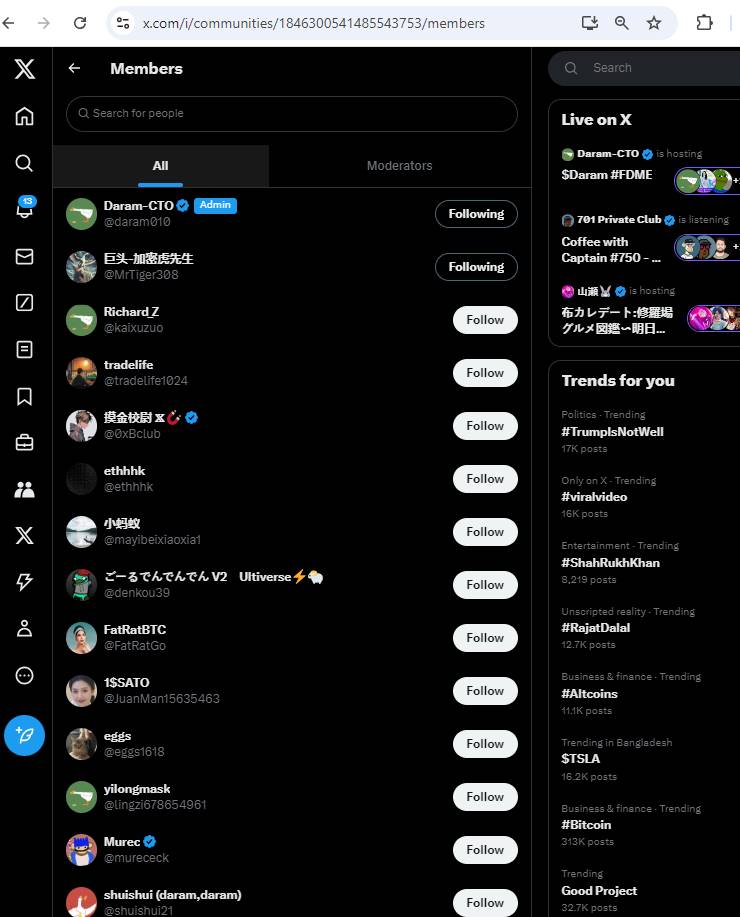 x.com/i/communities/1846300541485543753/members
Members
Search for people
All
Moderators
Daram-CTO Admin
@daram010
Following
巨头-加密虎先生
@MrTiger308
Following
Richard_Z
@kaixuzuo
Follow
tradelife
@tradelife1024
Follow
摸金校尉 𝕏
@0xBclub
Follow
ethhhk
@ethhhk
Follow
小蚂蚁
@mayibeixiaoxia1
Follow
ごーるでんでんでん V2 Ultiverse⚡🐑
@denkou39
Follow
FatRatBTC
@FatRatGo
Follow
1$SATO
@JuanMan15635463
Follow
eggs
@eggs1618
Follow
yilongmask
@lingzi678654961
Follow
Murec
@murececk
Follow
shuishui (daram,daram)
@shuishui21
Follow
13
Search
Live on X
Daram-CTO is hosting
$Daram #FDME
701 Private Club is listening
Coffee with
Captain #750 - ...
山瀬🐰 is hosting
布カレデート:修羅場
グルメ図鑑〜明日...
Trends for you
Politics · Trending
#TrumpIsNotWell
17K posts
Only on X · Trending
#viralvideo
16K posts
Entertainment · Trending
#ShahRukhKhan
8,219 posts
Unscripted reality · Trending
#RajatDalal
12.7K posts
Business & finance · Trending
#Altcoins
11.1K posts
Trending in Bangladesh
$TSLA
16.2K posts
Business & finance · Trending
#Bitcoin
313K posts
Trending
Good Project
32.7K posts